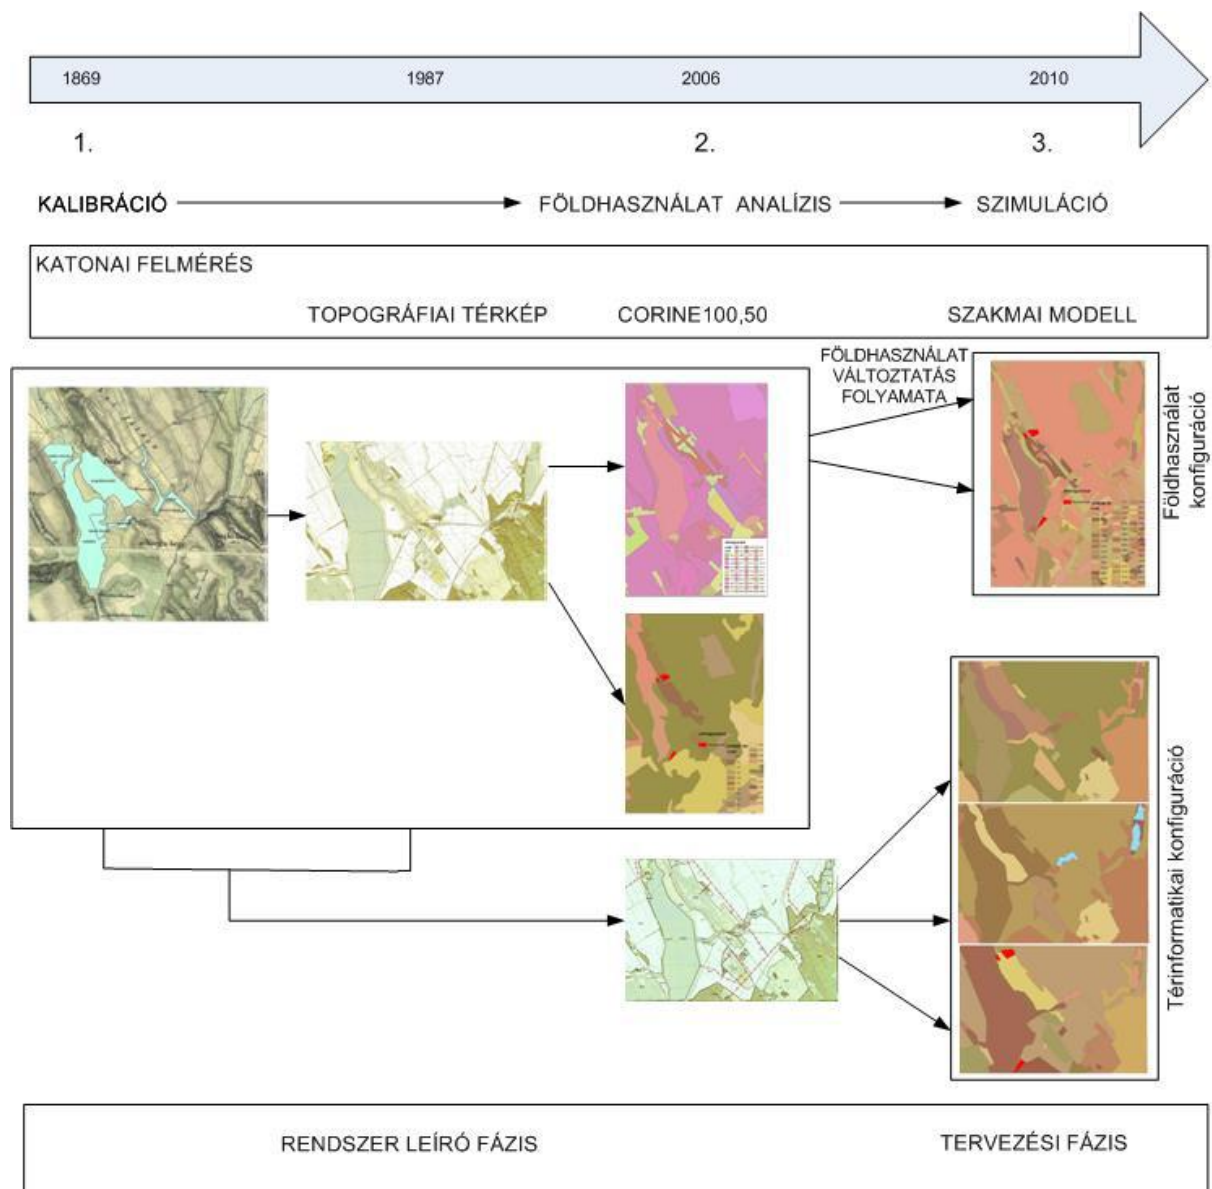 1869 1987 2006 2010
1. 2. 3.
KALIBRÁCIÓ FÖLDHASZNÁLAT ANALÍZIS SZIMULÁCIÓ
KATONAI FELMÉRÉS
TOPOGRÁFIAI TÉRKÉP CORINE100,50 SZAKMAI MODELL
FÖLDHASZNÁLAT
VÁLTOZTATÁS
FOLYAMATA
Földhasználat
konfiguráció
Térinformatikai konfiguráció
RENDSZER LEÍRÓ FÁZIS TERVEZÉSI FÁZIS